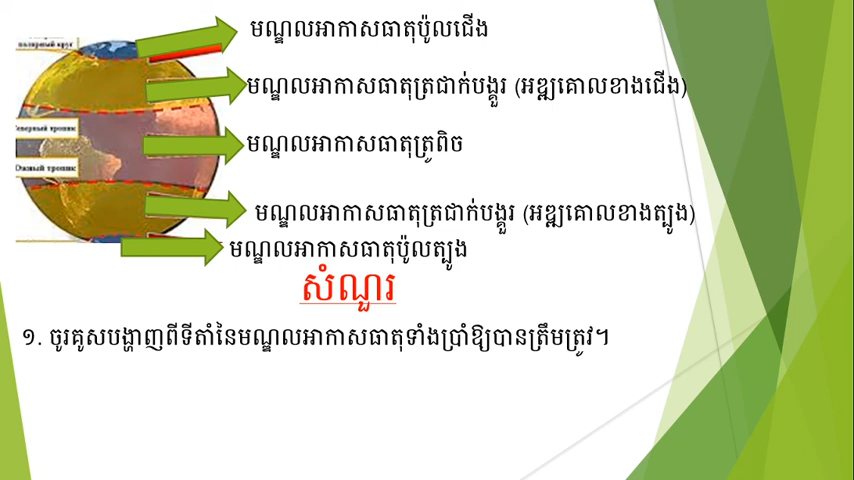 មណ្ឌលអាកាសធាតុប៉ូលជើង
полярный круг
មណ្ឌលអាកាសធាតុត្រជាក់បង្គួរ (អឌ្ឍគោលខាងជើង)
Северный тропик
មណ្ឌលអាកាសធាតុត្រូពិច
Южный тропик
មណ្ឌលអាកាសធាតុត្រជាក់បង្គួរ (អឌ្ឍគោលខាងត្បូង)
មណ្ឌលអាកាសធាតុប៉ូលត្បូង
សំណួរ
១. ចូរគូសបង្ហាញពីទីតាំនៃមណ្ឌលអាកាសធាតុទាំងប្រាំឱ្យបានត្រឹមត្រូវ។